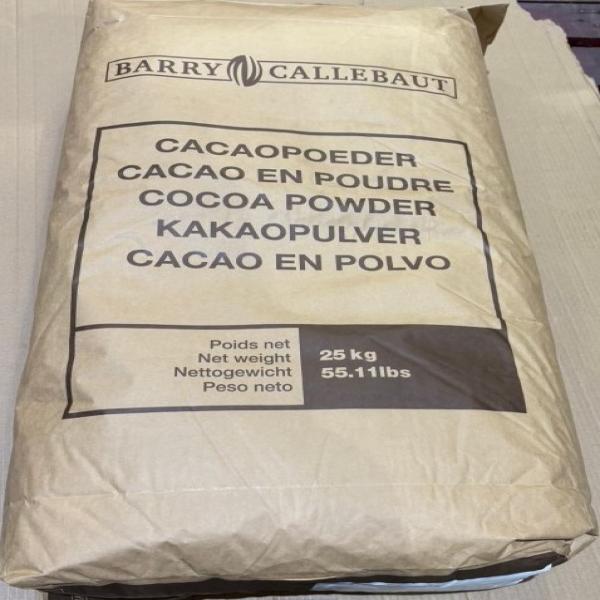 BARRY CALLEBAUT
CACAOPOEDER
CACAO EN POUDRE
COCOA POWDER
KAKAOPULVER
CACAO EN POLVO
Poids net
Net weight
Nettogewicht
Peso neto
25 kg
55.11lbs